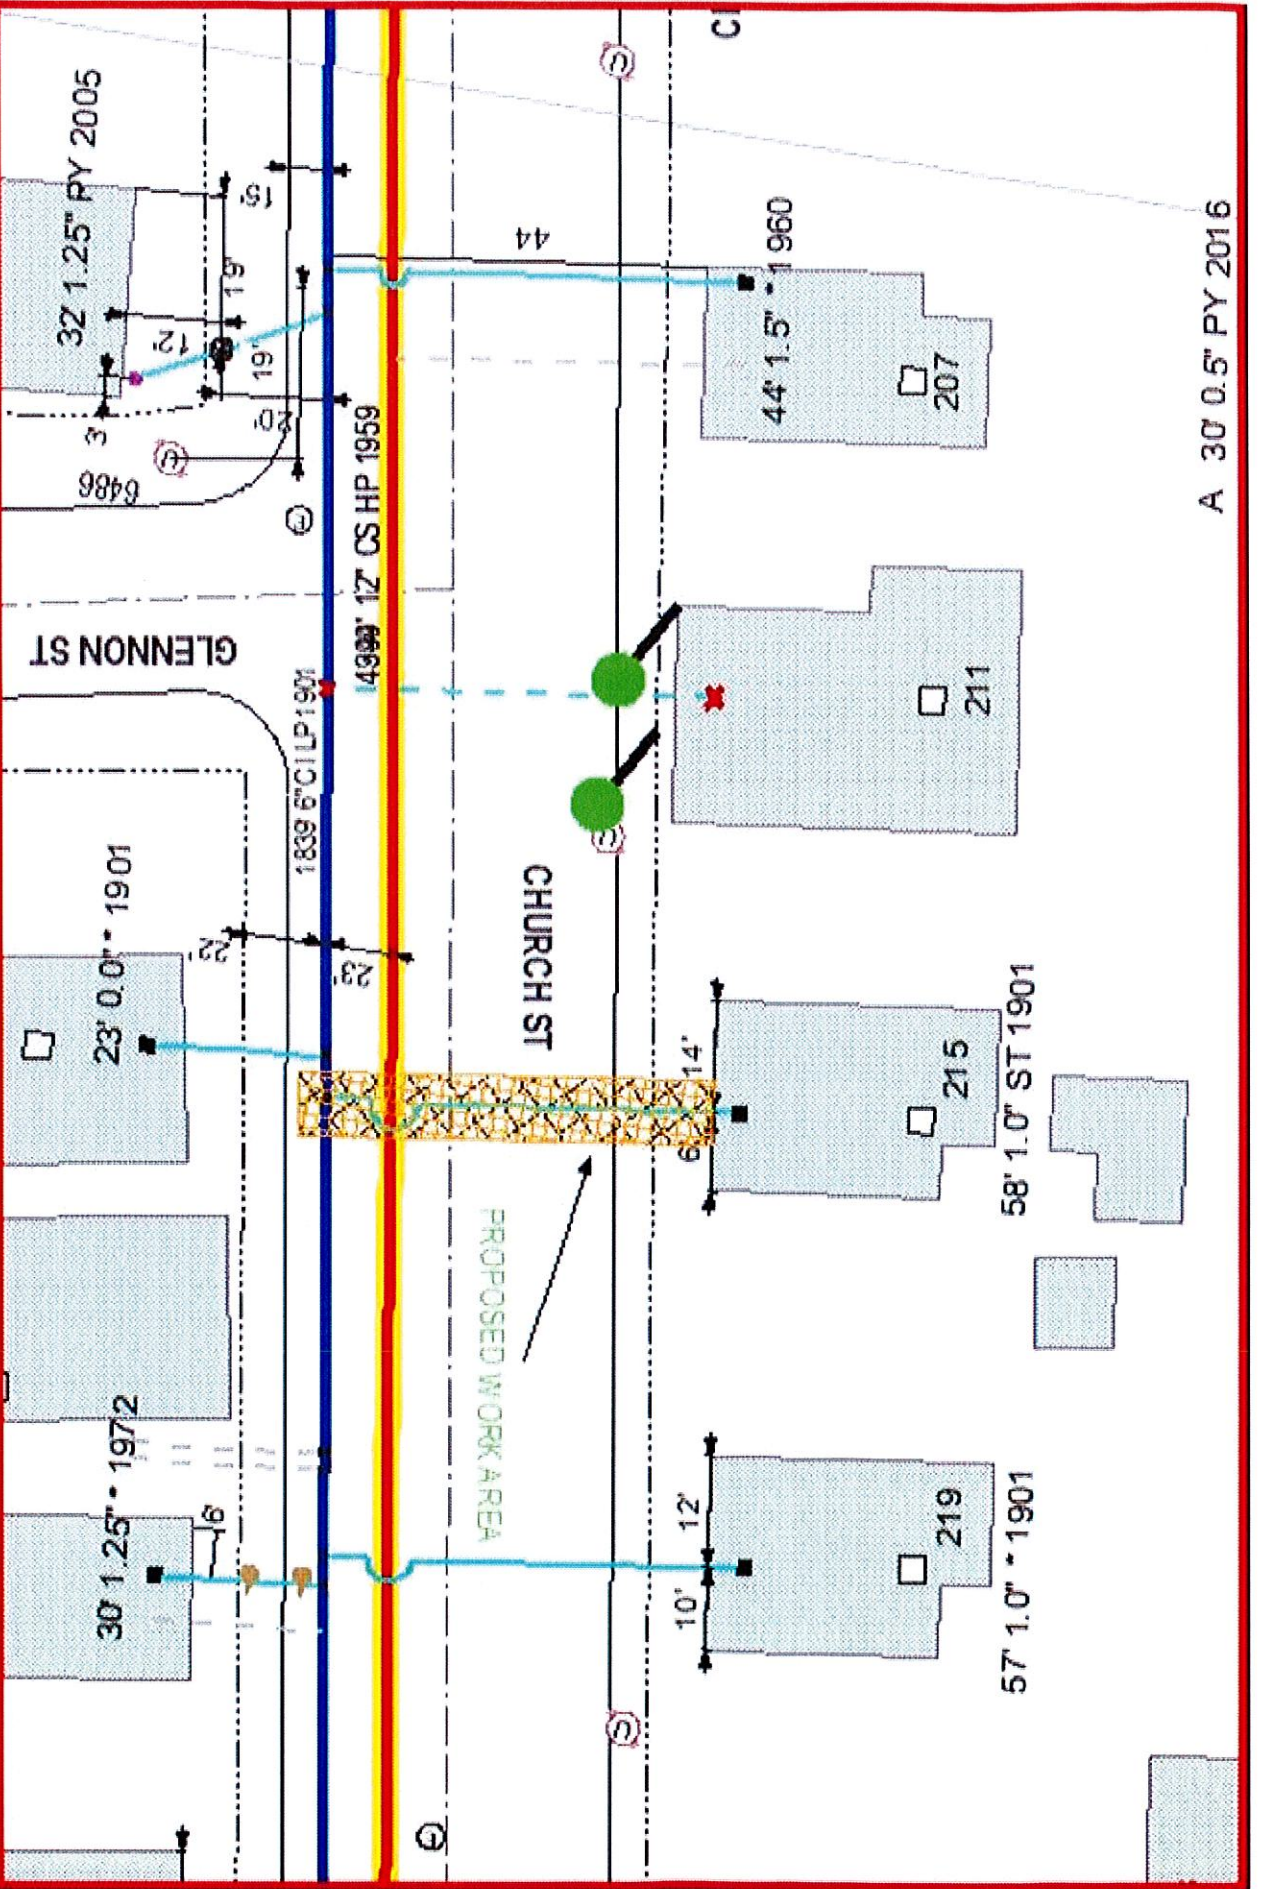 32' 1.25" PY 2005
15'
19'
12'
19'
20'
3'
6486
44
44' 1.5" - 1960
207
A 30' 0.5" PY 2016
12" CS HP 1959
GLENNON ST
1839' 6" CI LP 1901
211
23' 0.0" - 1901
22'
23'
CHURCH ST
14'
6
215
58' 1.0" ST 1901
PROPOSED WORK AREA
30' 1.25" - 1972
16'
12'
10'
219
57' 1.0" - 1901